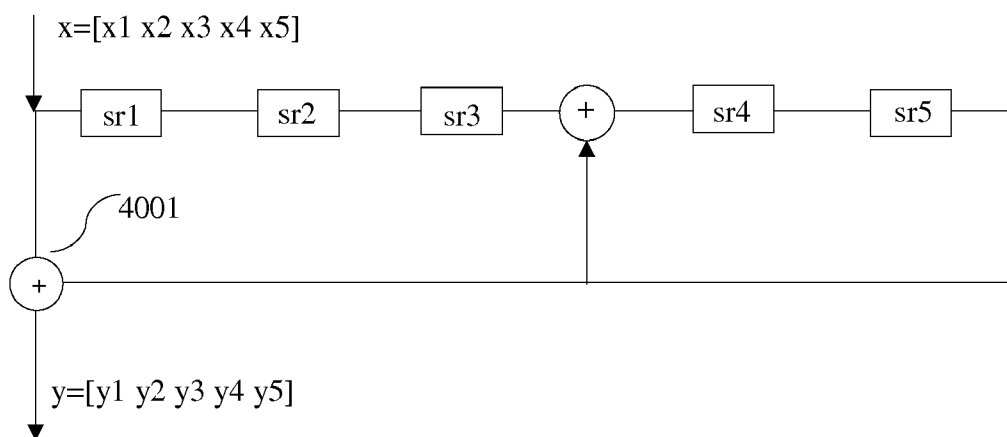 x=[x1 x2 x3 x4 x5]
sr1 sr2 sr3 + sr4 sr5
4001
+
y=[y1 y2 y3 y4 y5]